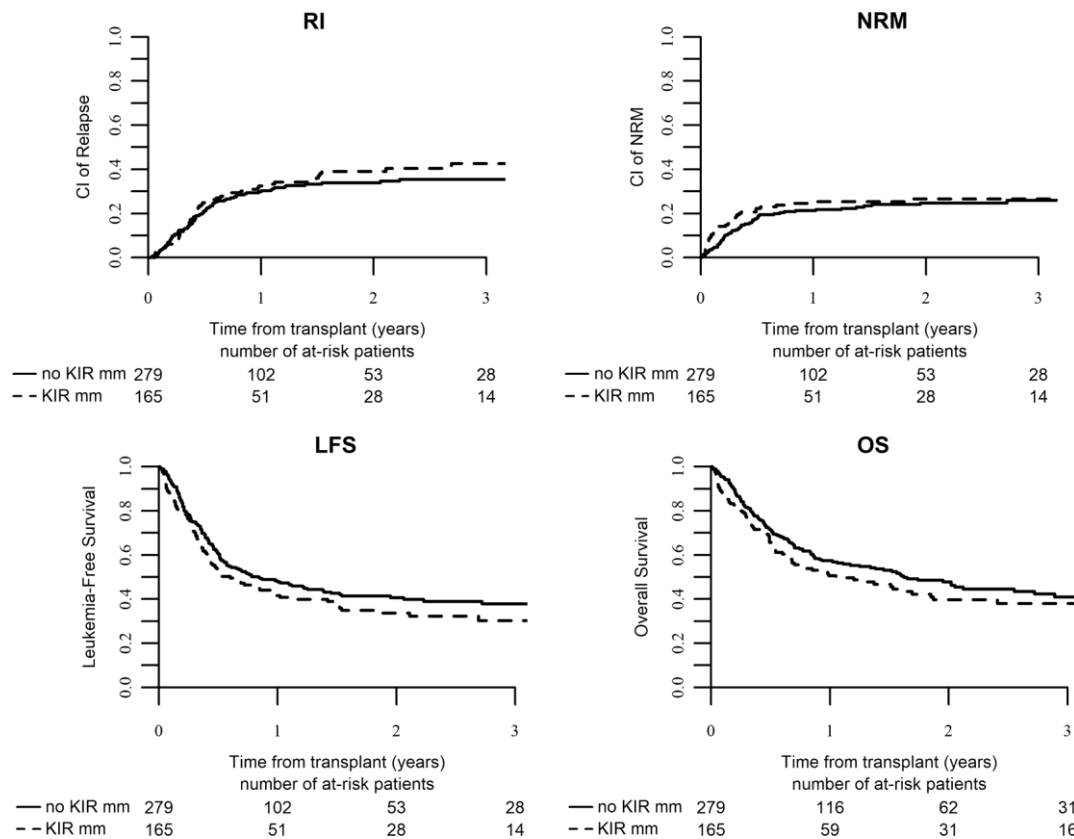 RI
CI of Relapse
1.0
0.8
0.6
0.4
0.2
0.0
0 1 2 3
Time from transplant (years)
number of at-risk patients
no KIR mm 279 102 53 28
KIR mm 165 51 28 14
NRM
CI of NRM
1.0
0.8
0.6
0.4
0.2
0.0
0 1 2 3
Time from transplant (years)
number of at-risk patients
no KIR mm 279 102 53 28
KIR mm 165 51 28 14
LFS
Leukemia-Free Survival
1.0
0.8
0.6
0.4
0.2
0.0
0 1 2 3
Time from transplant (years)
number of at-risk patients
no KIR mm 279 102 53 28
KIR mm 165 51 28 14
OS
Overall Survival
1.0
0.8
0.6
0.4
0.2
0.0
0 1 2 3
Time from transplant (years)
number of at-risk patients
no KIR mm 279 116 62 31
KIR mm 165 59 31 16